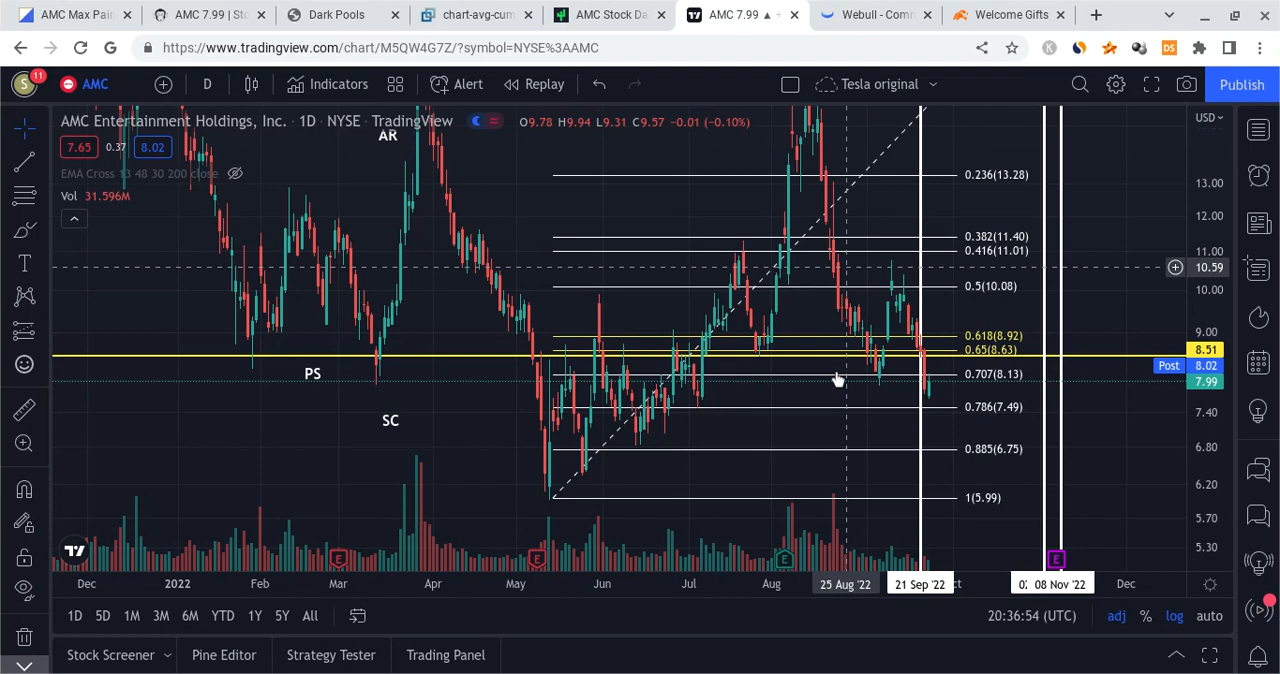 AMC Max Pain
AMC 7.99 | Sto
Dark Pools
chart-avg-cum
AMC Stock Da
AMC 7.99 ▲ +
Webull - Comm
Welcome Gifts
https://www.tradingview.com/chart/M5QW4G7Z/?symbol=NYSE%3AAMC
S 11 AMC D Indicators Alert Replay Tesla original Publish
AMC Entertainment Holdings, Inc. · 1D · NYSE · TradingView O9.78 H9.94 L9.31 C9.57 −0.01 (−0.10%)
7.65 0.37 8.02
EMA Cross 13 48 30 200 close
Vol 31.596M
AR
PS
SC
0.236(13.28)
0.382(11.40)
0.416(11.01)
0.5(10.08)
0.618(8.92)
0.65(8.63)
0.707(8.13)
0.786(7.49)
0.885(6.75)
1(5.99)
USD
13.00
12.00
11.00
10.59
10.00
9.00
8.51
Post 8.02
7.99
7.40
6.80
6.20
5.70
5.30
E E E E
Dec 2022 Feb Mar Apr May Jun Jul Aug 25 Aug '22 21 Sep '22 08 Nov '22 Dec
1D 5D 1M 3M 6M YTD 1Y 5Y All 20:36:54 (UTC) adj % log auto
Stock Screener Pine Editor Strategy Tester Trading Panel